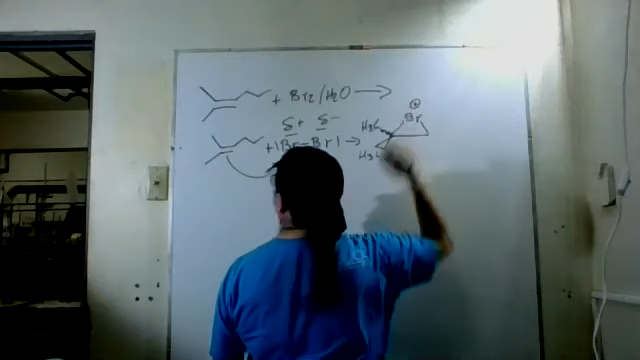 + Br2/H2O →
δ+ δ-
+ |Br-Br| →
⊕
Br
H3C
H3C